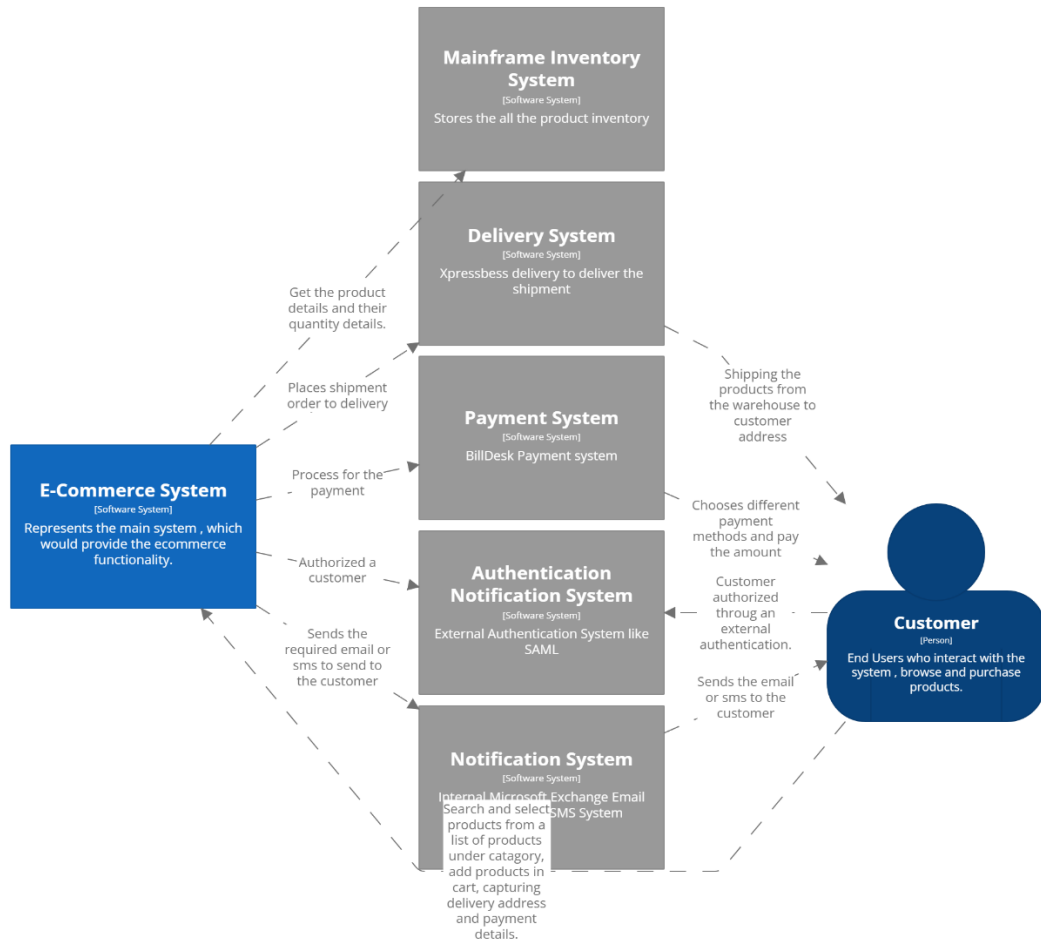 Mainframe Inventory
System
[Software System]
Stores the all the product inventory
Delivery System
[Software System]
Xpressbess delivery to deliver the
shipment
Get the product
details and their
quantity details.
Places shipment
order to delivery
Shipping the
products from
the warehouse to
customer
address
Payment System
[Software System]
BillDesk Payment system
E-Commerce System
[Software System]
Represents the main system , which
would provide the ecommerce
functionality.
Process for the
payment
Chooses different
payment
methods and pay
the amount
Authorized a
customer
Authentication
Notification System
[Software System]
External Authentication System like
SAML
Customer
authorized
throug an
external
authentication.
Customer
[Person]
End Users who interact with the
system , browse and purchase
products.
Sends the
required email or
sms to send to
the customer
Sends the email
or sms to the
customer
Notification System
[Software System]
Internal Microsoft Exchange Email
SMS System
Search and select
products from a
list of products
under catagory,
add products in
cart, capturing
delivery address
and payment
details.